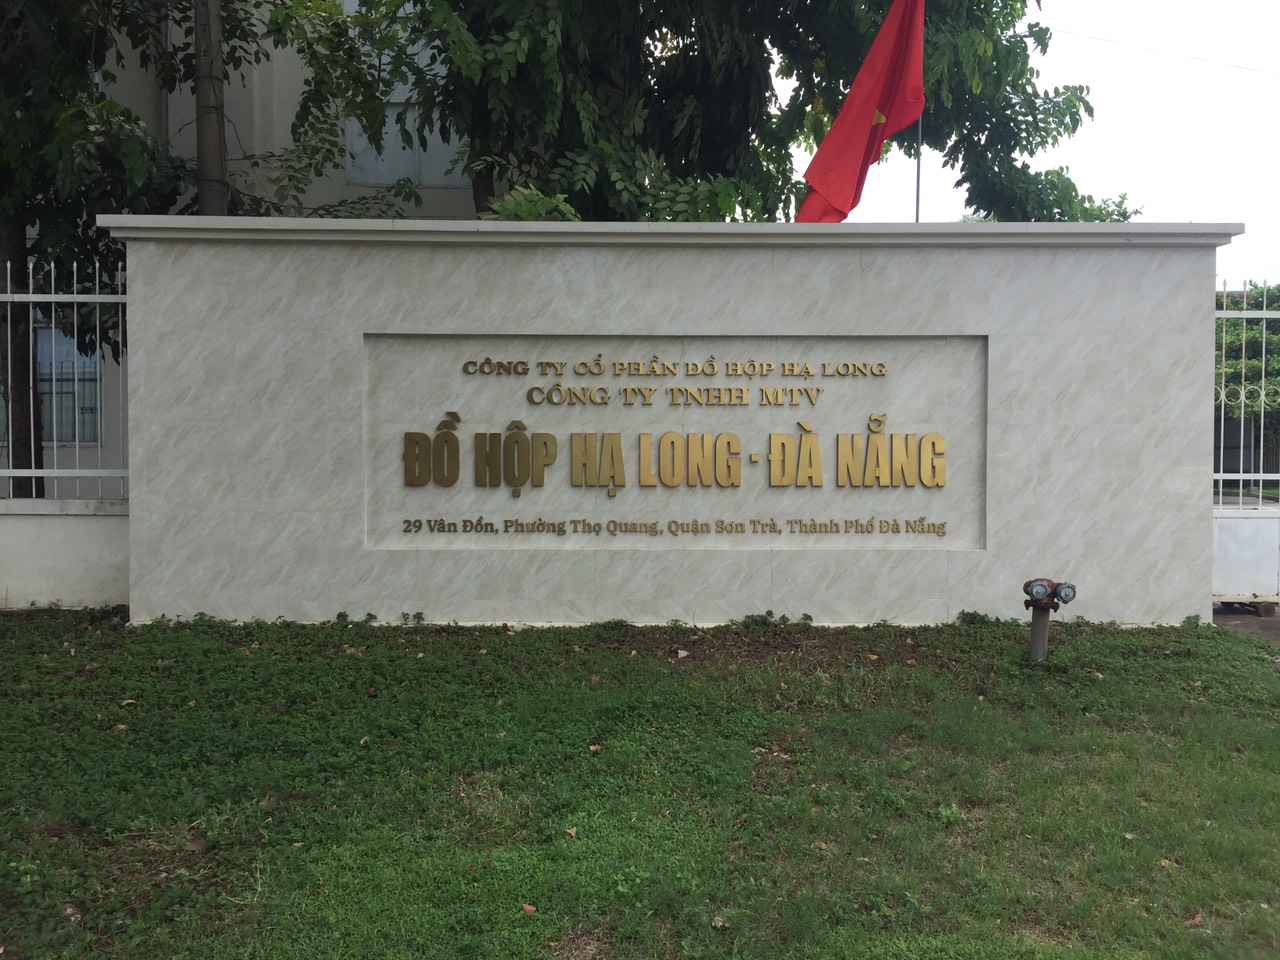 CÔNG TY CỔ PHẦN ĐỒ HỘP HẠ LONG
CÔNG TY TNHH MTV
ĐỒ HỘP HẠ LONG - ĐÀ NẴNG
29 Vân Đồn, Phường Thọ Quang, Quận Sơn Trà, Thành Phố Đà Nẵng